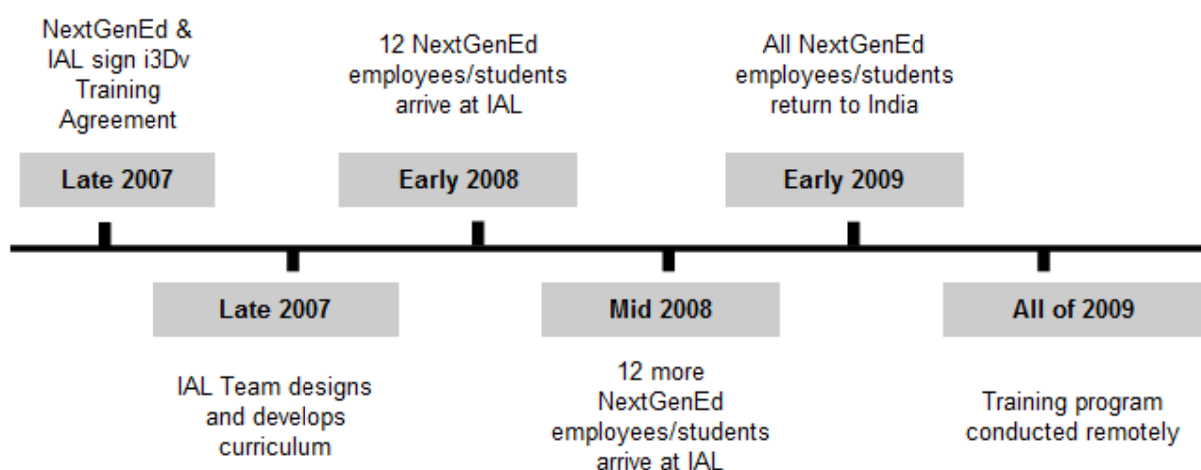 NextGenEd &
IAL sign i3Dv
Training
Agreement
Late 2007
Late 2007
IAL Team designs
and develops
curriculum
12 NextGenEd
employees/students
arrive at IAL
Early 2008
Mid 2008
12 more
NextGenEd
employees/students
arrive at IAL
All NextGenEd
employees/students
return to India
Early 2009
All of 2009
Training program
conducted remotely